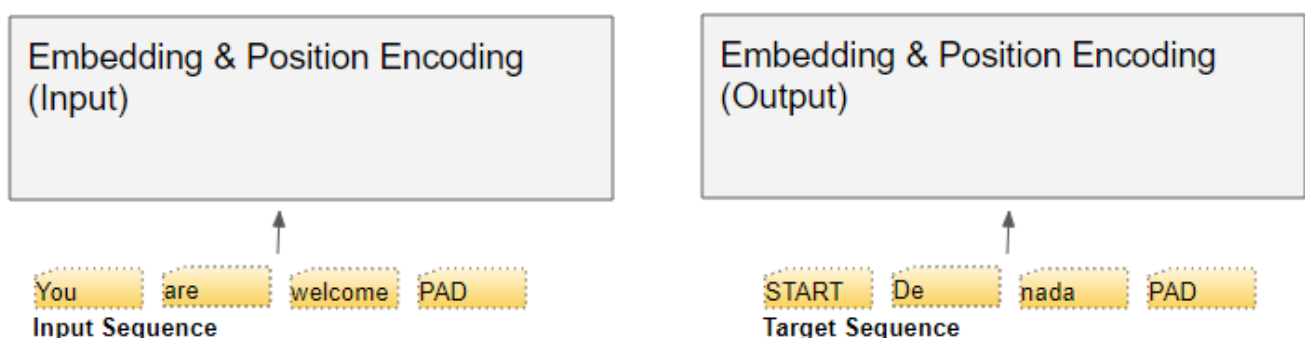 Embedding & Position Encoding
(Input)
You are welcome PAD
Input Sequence
Embedding & Position Encoding
(Output)
START De nada PAD
Target Sequence